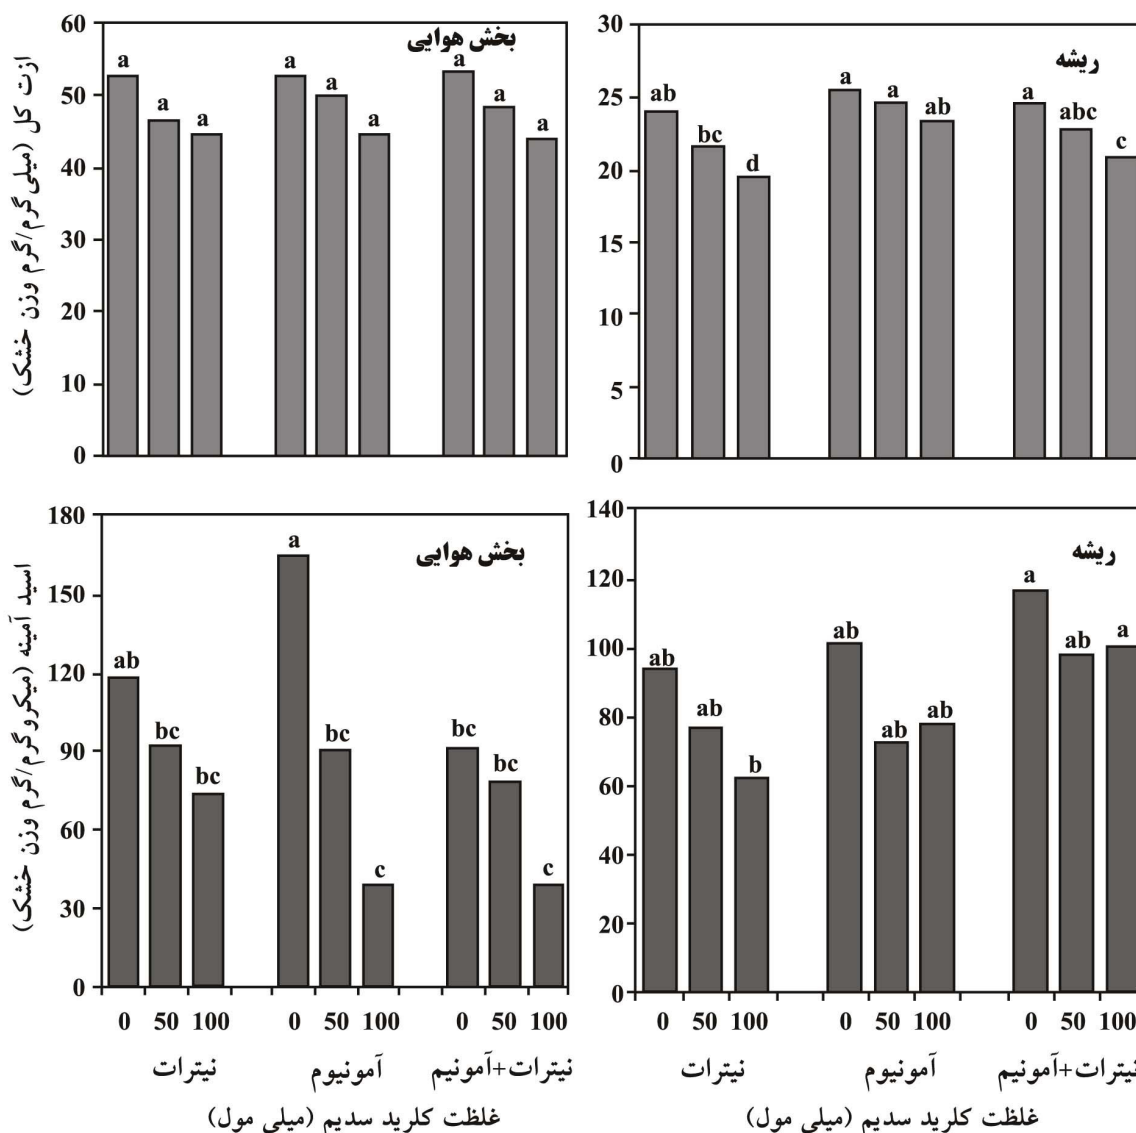 ازت کل (میلی گرم/گرم وزن خشک)
60
50
40
30
20
10
0
بخش هوایی
a a a
a a a
a a a
30
25
20
15
10
5
0
ریشه
ab bc d
a a ab
a abc c
اسید آمینه (میکروگرم/گرم وزن خشک)
180
150
120
90
60
30
0
بخش هوایی
ab bc bc
a bc c
bc bc c
0 50 100 0 50 100 0 50 100
نیترات آمونیوم نیترات+آمونیم
غلظت کلرید سدیم (میلی مول)
140
120
100
80
60
40
20
0
ریشه
ab ab b
ab ab ab
a ab a
0 50 100 0 50 100 0 50 100
نیترات آمونیوم نیترات+آمونیم
غلظت کلرید سدیم (میلی مول)